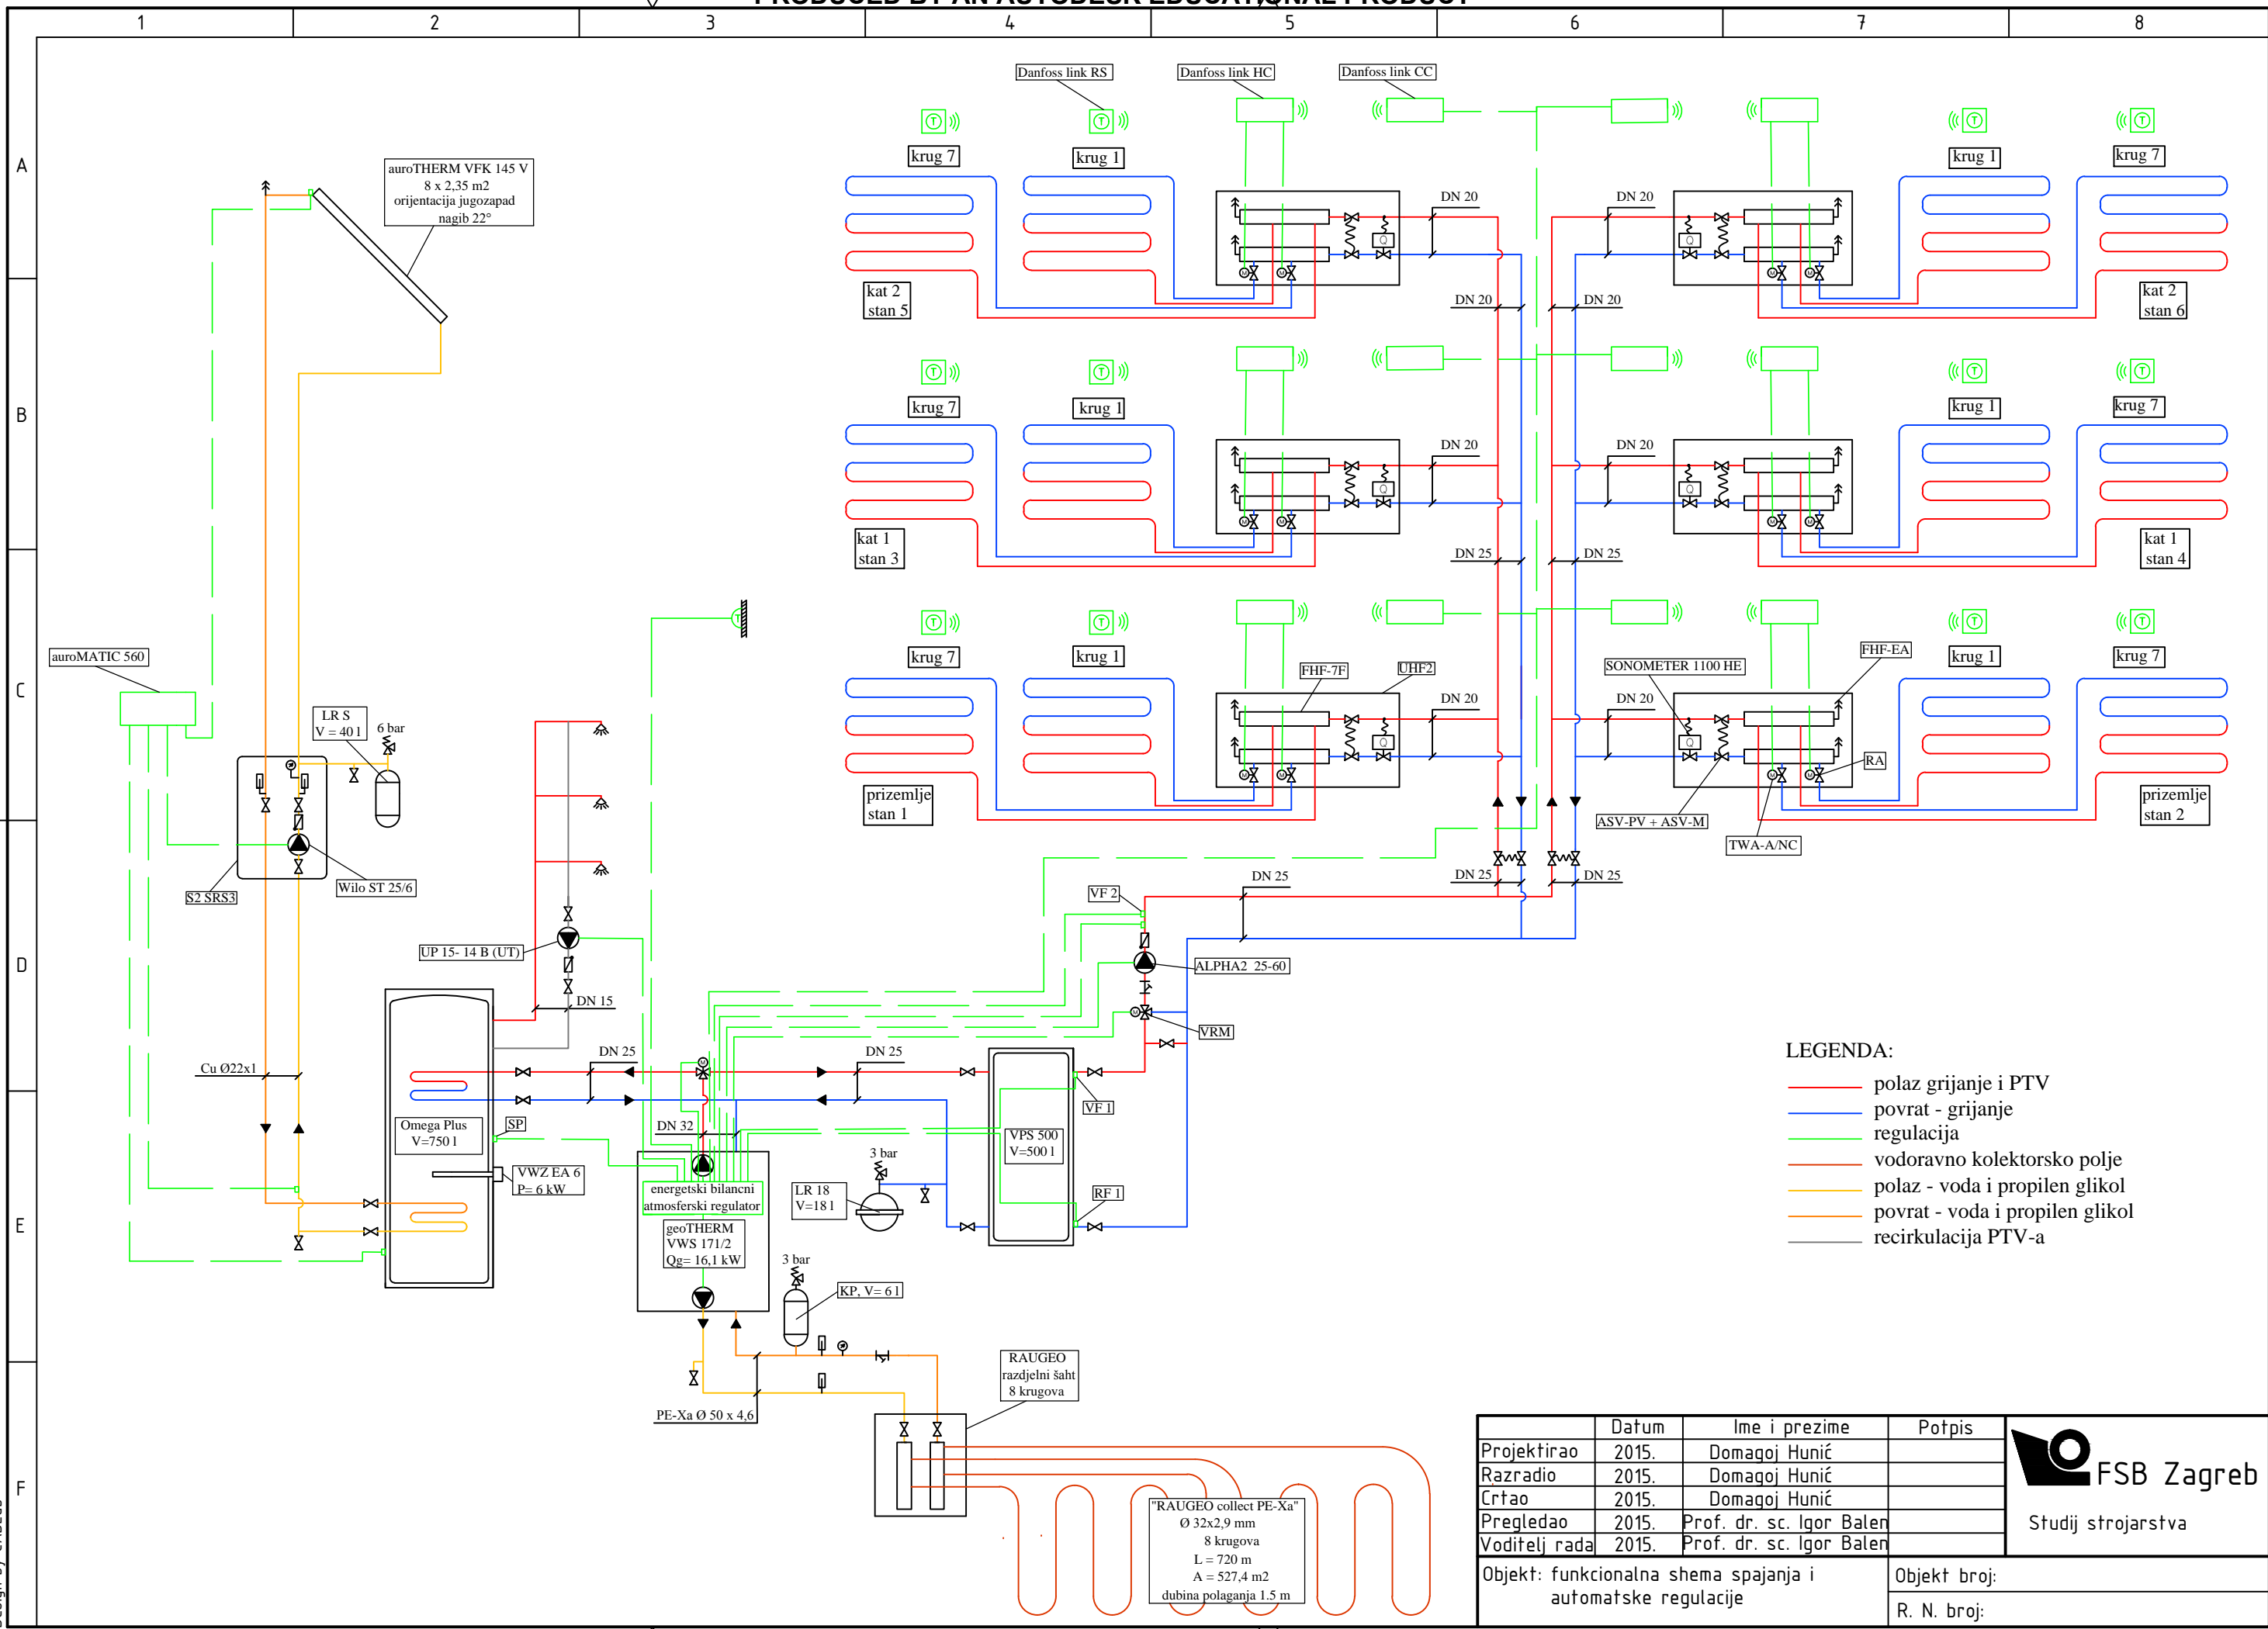 PRODUCED BY AN AUTODESK EDUCATIONAL PRODUCT
1 2 3 4 5 6 7 8
A
B
C
D
E
F
Danfoss link RS
Danfoss link HC
Danfoss link CC
auroTHERM VFK 145 V
8 x 2,35 m2
orijentacija jugozapad
nagib 22°
T
T
T
T
krug 7
krug 1
krug 1
krug 7
DN 20
DN 20
Q
Q
M
M
M
M
kat 2
stan 5
DN 20
DN 20
kat 2
stan 6
T
T
T
T
krug 7
krug 1
krug 1
krug 7
DN 20
DN 20
Q
Q
M
M
M
M
kat 1
stan 3
DN 25
DN 25
kat 1
stan 4
T
T
T
T
T
krug 7
krug 1
krug 1
krug 7
auroMATIC 560
FHF-7F
UHF2
SONOMETER 1100 HE
FHF-EA
DN 20
DN 20
Q
Q
M
M
M
M
RA
LR S
V = 40 l
6 bar
prizemlje
stan 1
prizemlje
stan 2
ASV-PV + ASV-M
TWA-A/NC
S2 SRS3
Wilo ST 25/6
DN 25
DN 25
DN 25
VF 2
UP 15- 14 B (UT)
ALPHA2 25-60
DN 15
M
VRM
Cu Ø22x1
DN 25
DN 25
M
VF 1
Omega Plus
V=750 l
SP
DN 32
VPS 500
V=500 l
VWZ EA 6
P= 6 kW
energetski bilancni
atmosferski regulator
geoTHERM
VWS 171/2
Qg= 16,1 kW
3 bar
LR 18
V=18 l
RF 1
3 bar
KP, V= 6 l
PE-Xa Ø 50 x 4,6
RAUGEO
razdjelni šaht
8 krugova
"RAUGEO collect PE-Xa"
Ø 32x2,9 mm
8 krugova
L = 720 m
A = 527,4 m2
dubina polaganja 1.5 m
LEGENDA:
polaz grijanje i PTV
povrat - grijanje
regulacija
vodoravno kolektorsko polje
polaz - voda i propilen glikol
povrat - voda i propilen glikol
recirkulacija PTV-a
Datum Ime i prezime Potpis
Projektirao 2015. Domagoj Hunić
Razradio 2015. Domagoj Hunić
Crtao 2015. Domagoj Hunić
Pregledao 2015. Prof. dr. sc. Igor Balen
Voditelj rada 2015. Prof. dr. sc. Igor Balen
FSB Zagreb
Studij strojarstva
Objekt: funkcionalna shema spajanja i
automatske regulacije
Objekt broj:
R. N. broj: